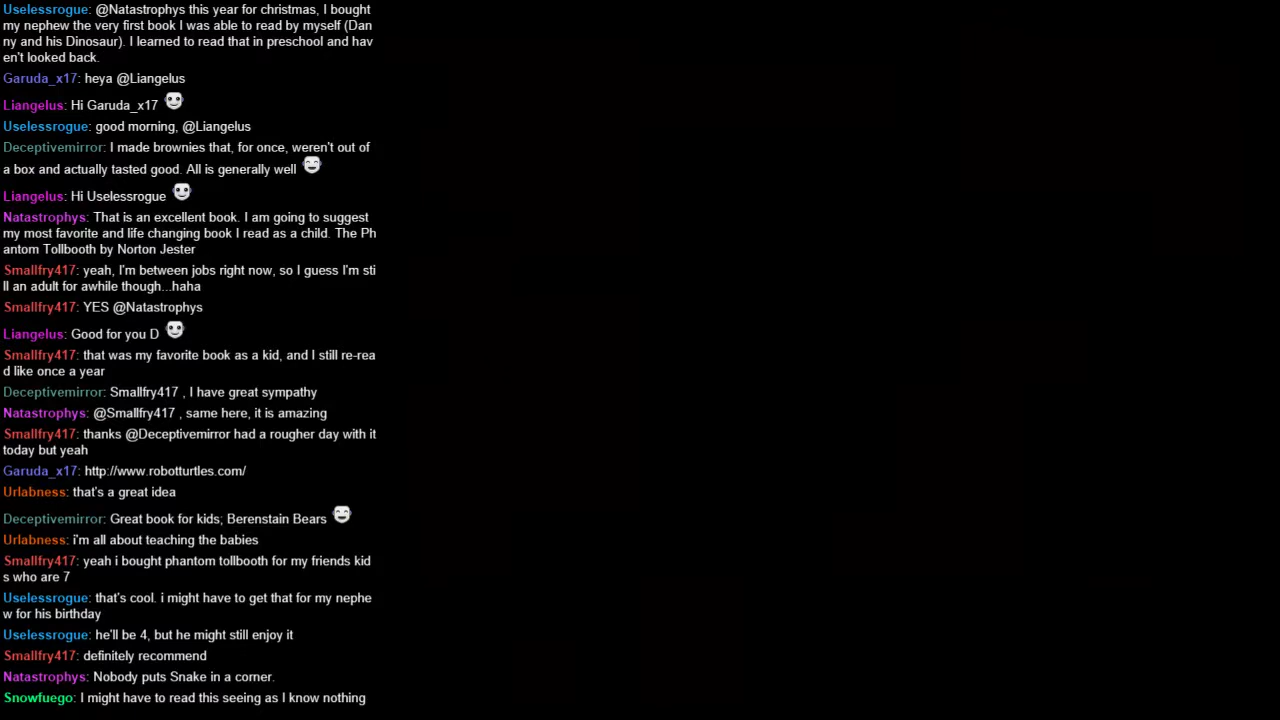 Uselessrogue: @Natastrophys this year for christmas, I bought
my nephew the very first book I was able to read by myself (Dan
ny and his Dinosaur). I learned to read that in preschool and hav
en't looked back.
Garuda_x17: heya @Liangelus
Liangelus: Hi Garuda_x17
Uselessrogue: good morning, @Liangelus
Deceptivemirror: I made brownies that, for once, weren't out of
a box and actually tasted good. All is generally well
Liangelus: Hi Uselessrogue
Natastrophys: That is an excellent book. I am going to suggest
my most favorite and life changing book I read as a child. The Ph
antom Tollbooth by Norton Jester
Smallfry417: yeah, I'm between jobs right now, so I guess I'm sti
ll an adult for awhile though...haha
Smallfry417: YES @Natastrophys
Liangelus: Good for you D
Smallfry417: that was my favorite book as a kid, and I still re-rea
d like once a year
Deceptivemirror: Smallfry417 , I have great sympathy
Natastrophys: @Smallfry417 , same here, it is amazing
Smallfry417: thanks @Deceptivemirror had a rougher day with it
today but yeah
Garuda_x17: http://www.robotturtles.com/
Urlabness: that's a great idea
Deceptivemirror: Great book for kids; Berenstain Bears
Urlabness: i'm all about teaching the babies
Smallfry417: yeah i bought phantom tollbooth for my friends kid
s who are 7
Uselessrogue: that's cool. i might have to get that for my nephe
w for his birthday
Uselessrogue: he'll be 4, but he might still enjoy it
Smallfry417: definitely recommend
Natastrophys: Nobody puts Snake in a corner.
Snowfuego: I might have to read this seeing as I know nothing